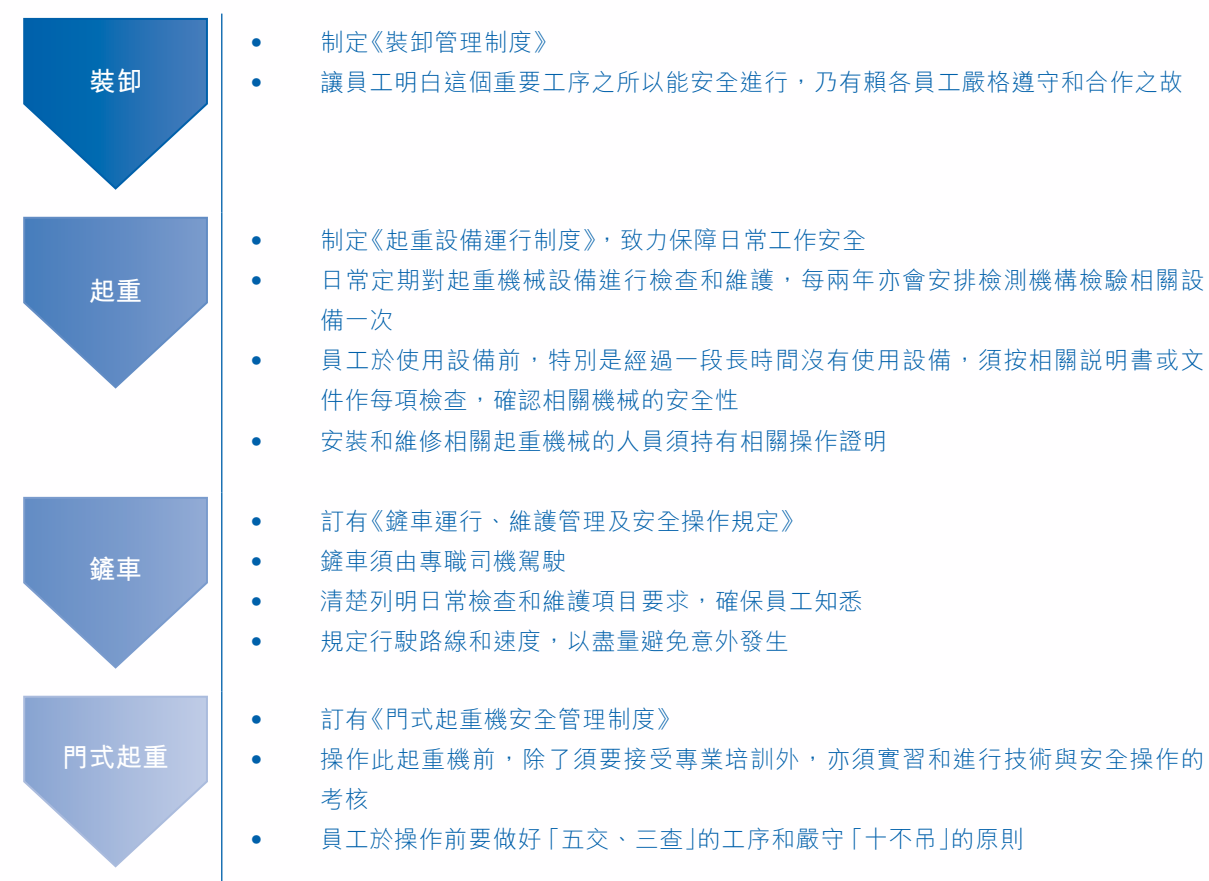 裝卸
• 制定《裝卸管理制度》
• 讓員工明白這個重要工序之所以能安全進行，乃有賴各員工嚴格遵守和合作之故
起重
• 制定《起重設備運行制度》，致力保障日常工作安全
• 日常定期對起重機械設備進行檢查和維護，每兩年亦會安排檢測機構檢驗相關設
備一次
• 員工於使用設備前，特別是經過一段長時間沒有使用設備，須按相關説明書或文
件作每項檢查，確認相關機械的安全性
• 安裝和維修相關起重機械的人員須持有相關操作證明
鏟車
• 訂有《鏟車運行、維護管理及安全操作規定》
• 鏟車須由專職司機駕駛
• 清楚列明日常檢查和維護項目要求，確保員工知悉
• 規定行駛路線和速度，以盡量避免意外發生
門式起重
• 訂有《門式起重機安全管理制度》
• 操作此起重機前，除了須要接受專業培訓外，亦須實習和進行技術與安全操作的
考核
• 員工於操作前要做好「五交、三查」的工序和嚴守「十不吊」的原則